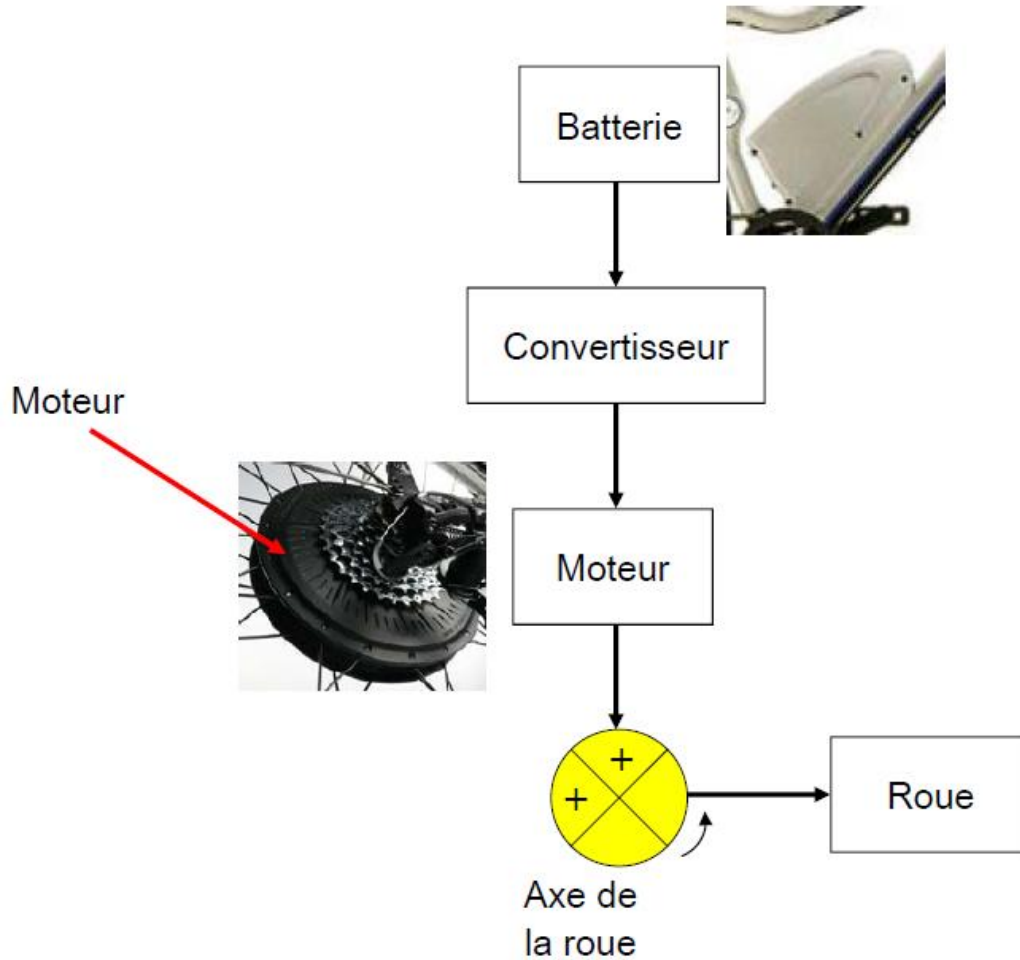 Batterie
Convertisseur
Moteur
Moteur
+
+
Roue
Axe de
la roue